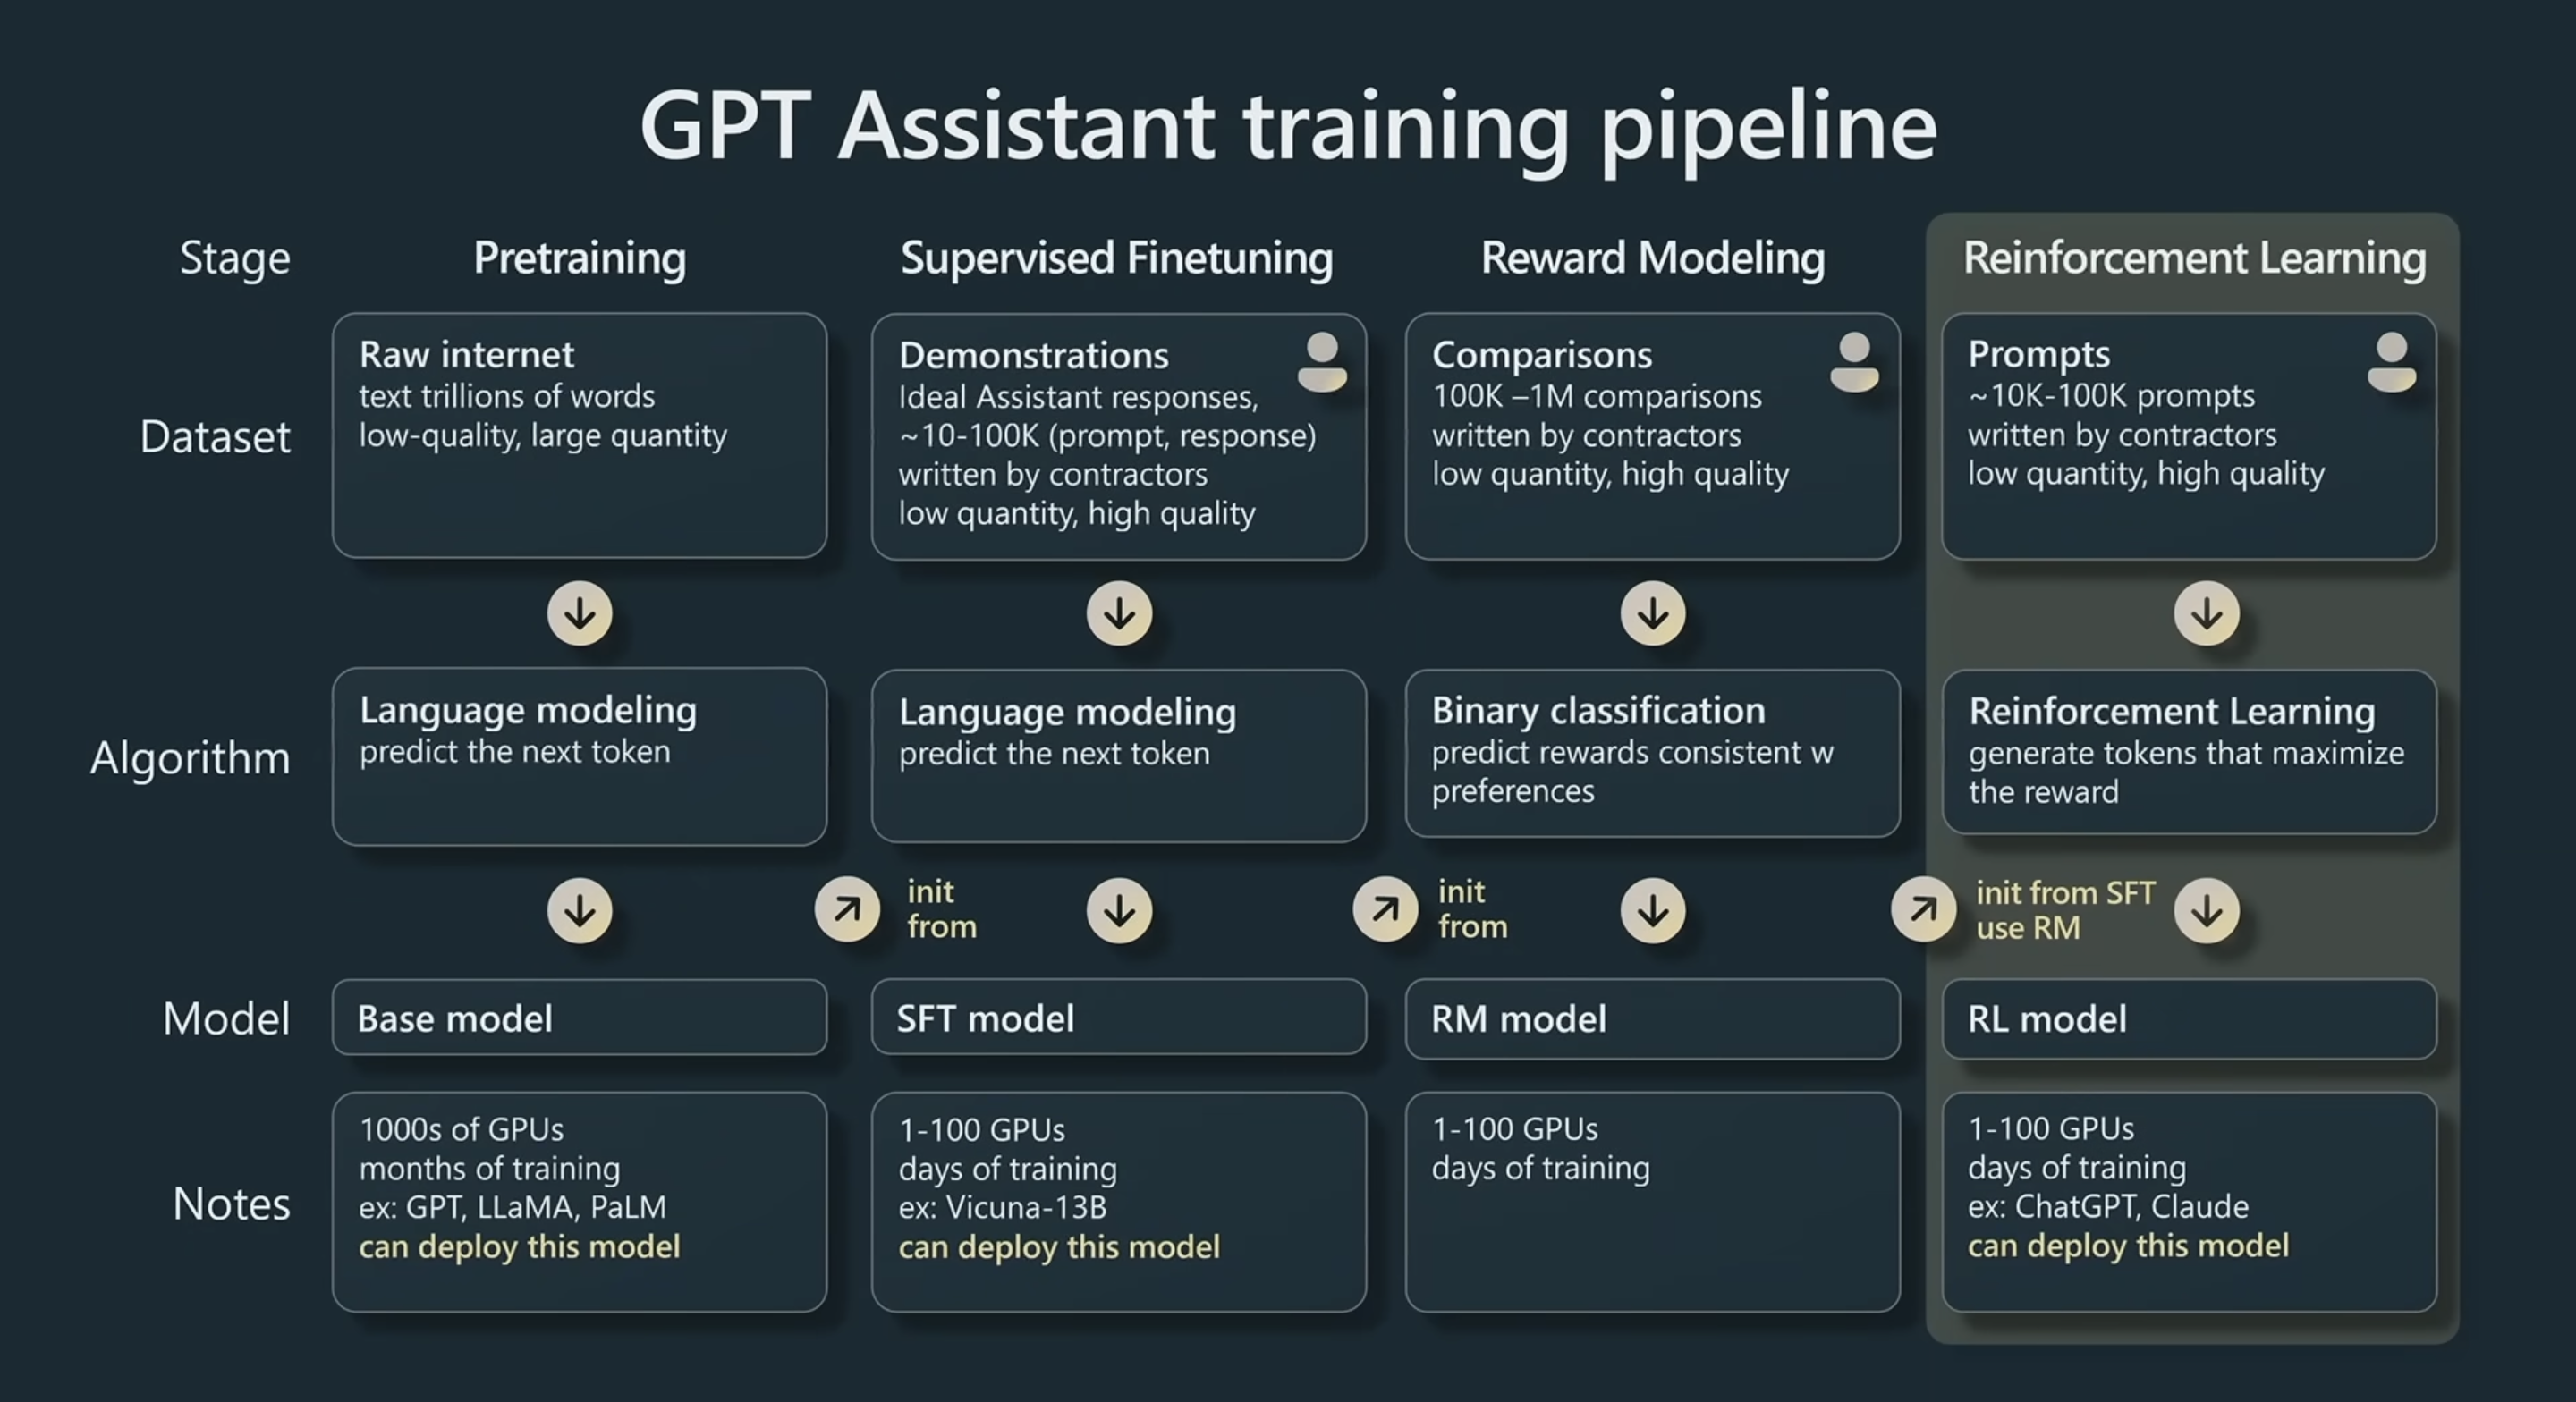 GPT Assistant training pipeline
Stage
Pretraining
Supervised Finetuning
Reward Modeling
Reinforcement Learning
Dataset
Raw internet
text trillions of words
low-quality, large quantity
Demonstrations
Ideal Assistant responses,
~10-100K (prompt, response)
written by contractors
low quantity, high quality
Comparisons
100K –1M comparisons
written by contractors
low quantity, high quality
Prompts
~10K-100K prompts
written by contractors
low quantity, high quality
Algorithm
Language modeling
predict the next token
Language modeling
predict the next token
Binary classification
predict rewards consistent w
preferences
Reinforcement Learning
generate tokens that maximize
the reward
init
from
init
from
init from SFT
use RM
Model
Base model
SFT model
RM model
RL model
Notes
1000s of GPUs
months of training
ex: GPT, LLaMA, PaLM
can deploy this model
1-100 GPUs
days of training
ex: Vicuna-13B
can deploy this model
1-100 GPUs
days of training
1-100 GPUs
days of training
ex: ChatGPT, Claude
can deploy this model